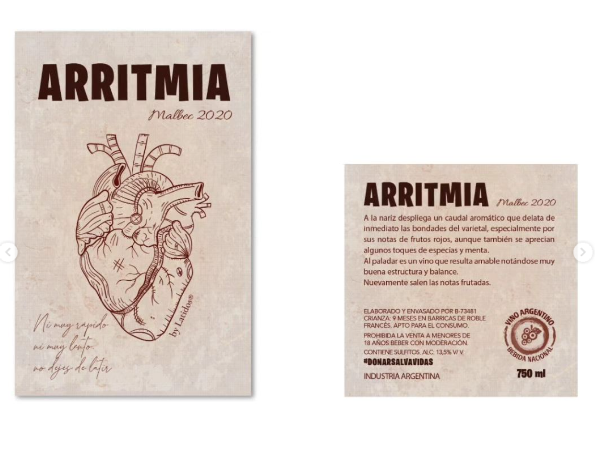 ARRITMIA
Malbec 2020
by Latidos®
Ni muy rápido
ni muy lento.
no dejes de latir
ARRITMIA Malbec 2020
A la nariz despliega un caudal aromático que delata de
inmediato las bondades del varietal, especialmente por
sus notas de frutos rojos, aunque también se aprecian
algunos toques de especias y menta.
Al paladar es un vino que resulta amable notándose muy
buena estructura y balance.
Nuevamente salen las notas frutadas.
ELABORADO Y ENVASADO POR B-73481
CRIANZA: 9 MESES EN BARRICAS DE ROBLE
FRANCÉS. APTO PARA EL CONSUMO.
PROHIBIDA LA VENTA A MENORES DE
18 AÑOS BEBER CON MODERACIÓN.
CONTIENE SULFITOS. ALC: 13,5% V/ V.
#DONARSALVAVIDAS
INDUSTRIA ARGENTINA
VINO ARGENTINO
BEBIDA NACIONAL
750 ml